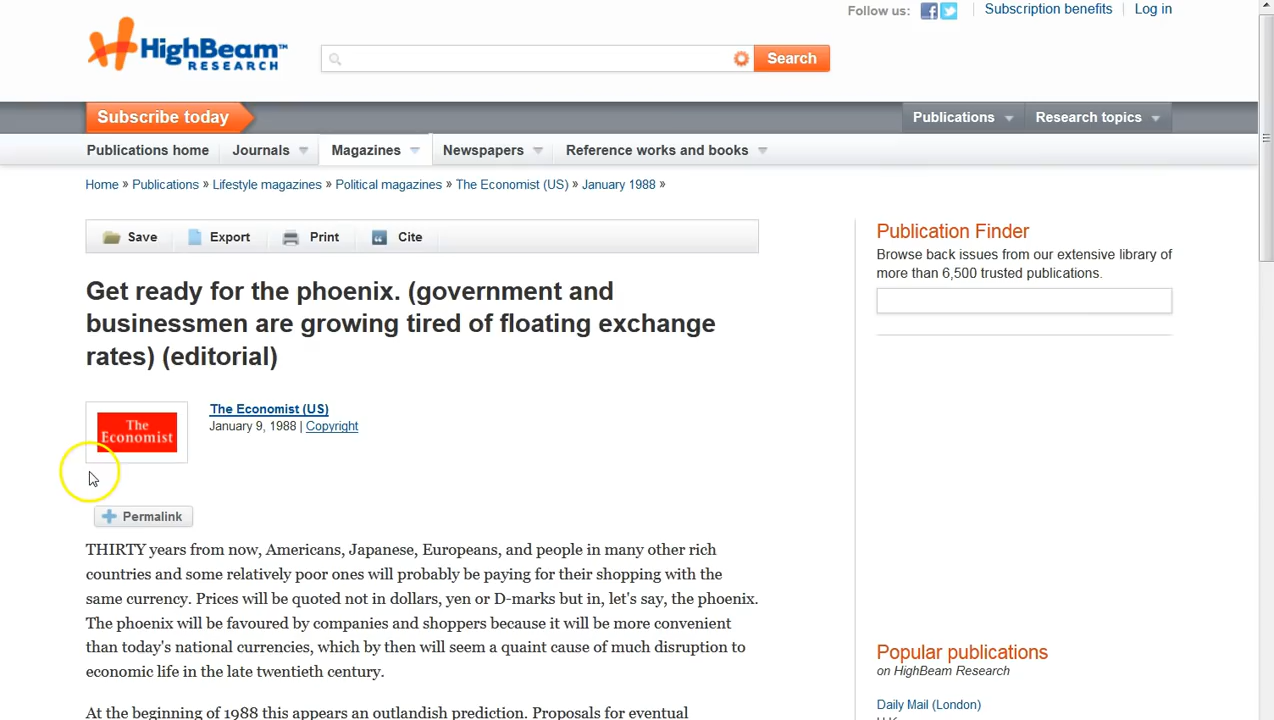 Follow us:
Subscription benefits
Log in
HighBeam™
RESEARCH
Search
Subscribe today
Publications
Research topics
Publications home
Journals
Magazines
Newspapers
Reference works and books
Home » Publications » Lifestyle magazines » Political magazines » The Economist (US) » January 1988 »
Save
Export
Print
Cite
Get ready for the phoenix. (government and
businessmen are growing tired of floating exchange
rates) (editorial)
The
Economist
The Economist (US)
January 9, 1988 | Copyright
Permalink
THIRTY years from now, Americans, Japanese, Europeans, and people in many other rich
countries and some relatively poor ones will probably be paying for their shopping with the
same currency. Prices will be quoted not in dollars, yen or D-marks but in, let's say, the phoenix.
The phoenix will be favoured by companies and shoppers because it will be more convenient
than today's national currencies, which by then will seem a quaint cause of much disruption to
economic life in the late twentieth century.
At the beginning of 1988 this appears an outlandish prediction. Proposals for eventual
Publication Finder
Browse back issues from our extensive library of
more than 6,500 trusted publications.
Popular publications
on HighBeam Research
Daily Mail (London)